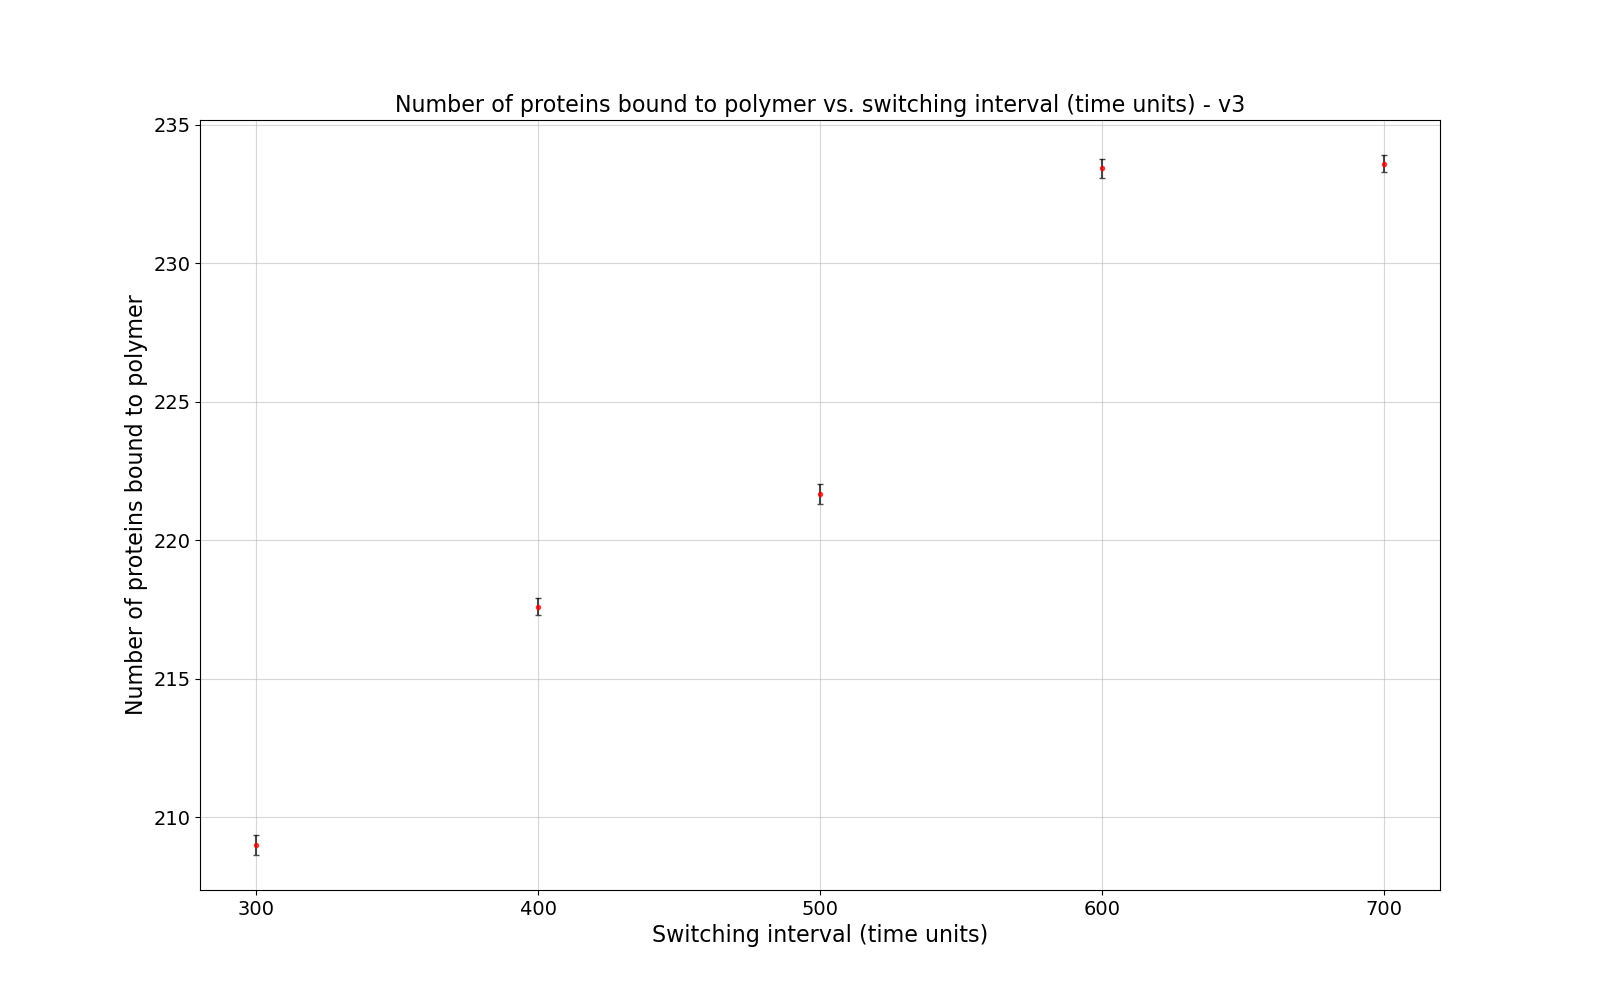 Number of proteins bound to polymer vs. switching interval (time units) - v3
235
230
225
220
215
210
Number of proteins bound to polymer
300 400 500 600 700
Switching interval (time units)